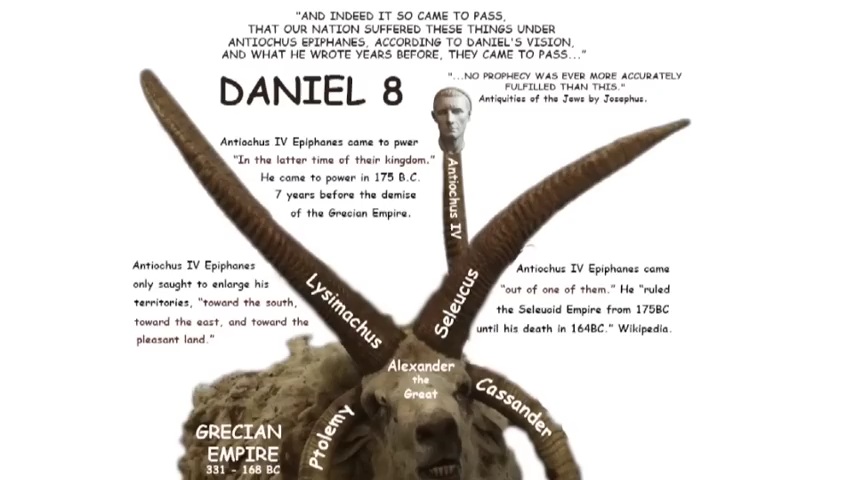 "AND INDEED IT SO CAME TO PASS,
THAT OUR NATION SUFFERED THESE THINGS UNDER
ANTIOCHUS EPIPHANES, ACCORDING TO DANIEL'S VISION,
AND WHAT HE WROTE YEARS BEFORE, THEY CAME TO PASS..."
DANIEL 8
"...NO PROPHECY WAS EVER MORE ACCURATELY
FULFILLED THAN THIS."
Antiquities of the Jews by Josephus.
Antiochus IV Epiphanes came to pwer
"In the latter time of their kingdom."
He came to power in 175 B.C.
7 years before the demise
of the Grecian Empire.
Antiochus IV
Antiochus IV Epiphanes
only saught to enlarge his
territories, "toward the south,
toward the east, and toward the
pleasant land."
Lysimachus
Seleucus
Antiochus IV Epiphanes came
"out of one of them." He "ruled
the Seleuoid Empire from 175BC
until his death in 164BC." Wikipedia.
Alexander
the
Great
Ptolemy
Cassander
GRECIAN
EMPIRE
331 - 168 BC